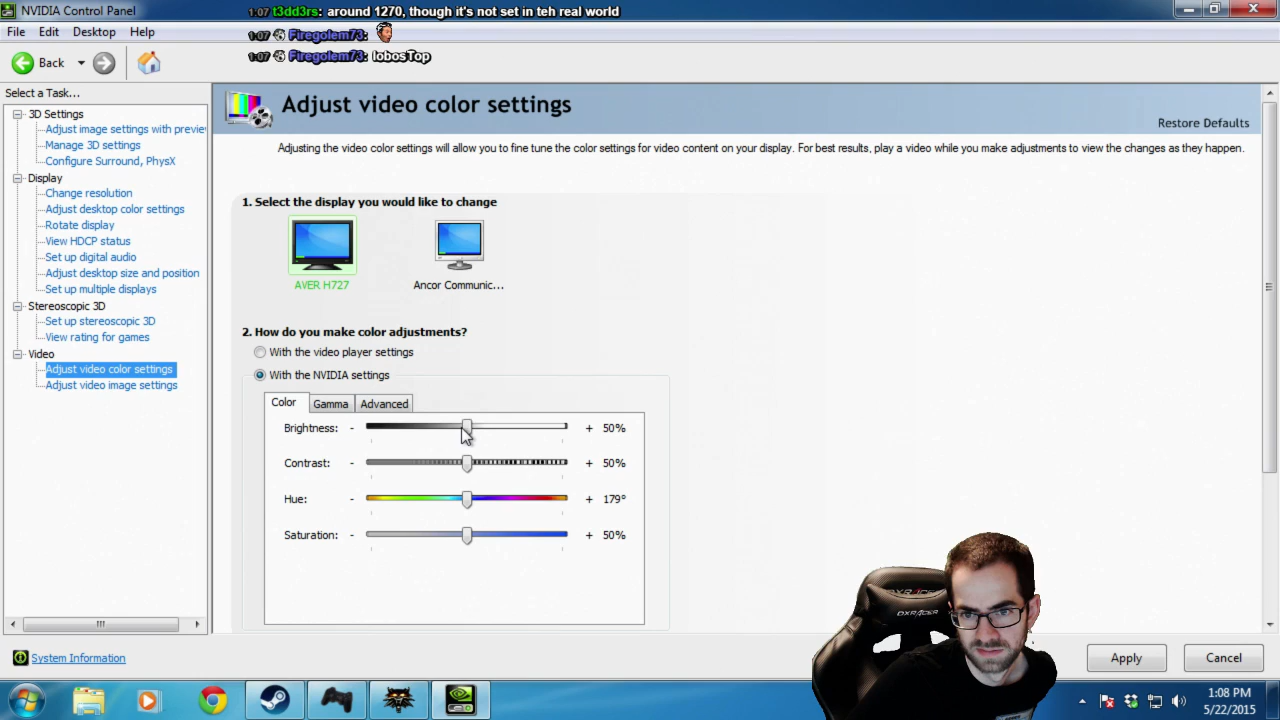 NVIDIA Control Panel
1:07 t3dd3rs: around 1270, though it's not set in teh real world
File Edit Desktop Help
1:07 Firegolem73:
Back
1:07 Firegolem73: lobosTop
Select a Task...
3D Settings
Adjust image settings with previe
Manage 3D settings
Configure Surround, PhysX
Display
Change resolution
Adjust desktop color settings
Rotate display
View HDCP status
Set up digital audio
Adjust desktop size and position
Set up multiple displays
Stereoscopic 3D
Set up stereoscopic 3D
View rating for games
Video
Adjust video color settings
Adjust video image settings
System Information
Adjust video color settings
Restore Defaults
Adjusting the video color settings will allow you to fine tune the color settings for video content on your display. For best results, play a video while you make adjustments to view the changes as they happen.
1. Select the display you would like to change
AVER H727
Ancor Communic...
2. How do you make color adjustments?
With the video player settings
With the NVIDIA settings
Color Gamma Advanced
Brightness: - + 50%
Contrast: - + 50%
Hue: - + 179°
Saturation: - + 50%
DXRACER
DXRACER
Apply Cancel
1:08 PM
5/22/2015